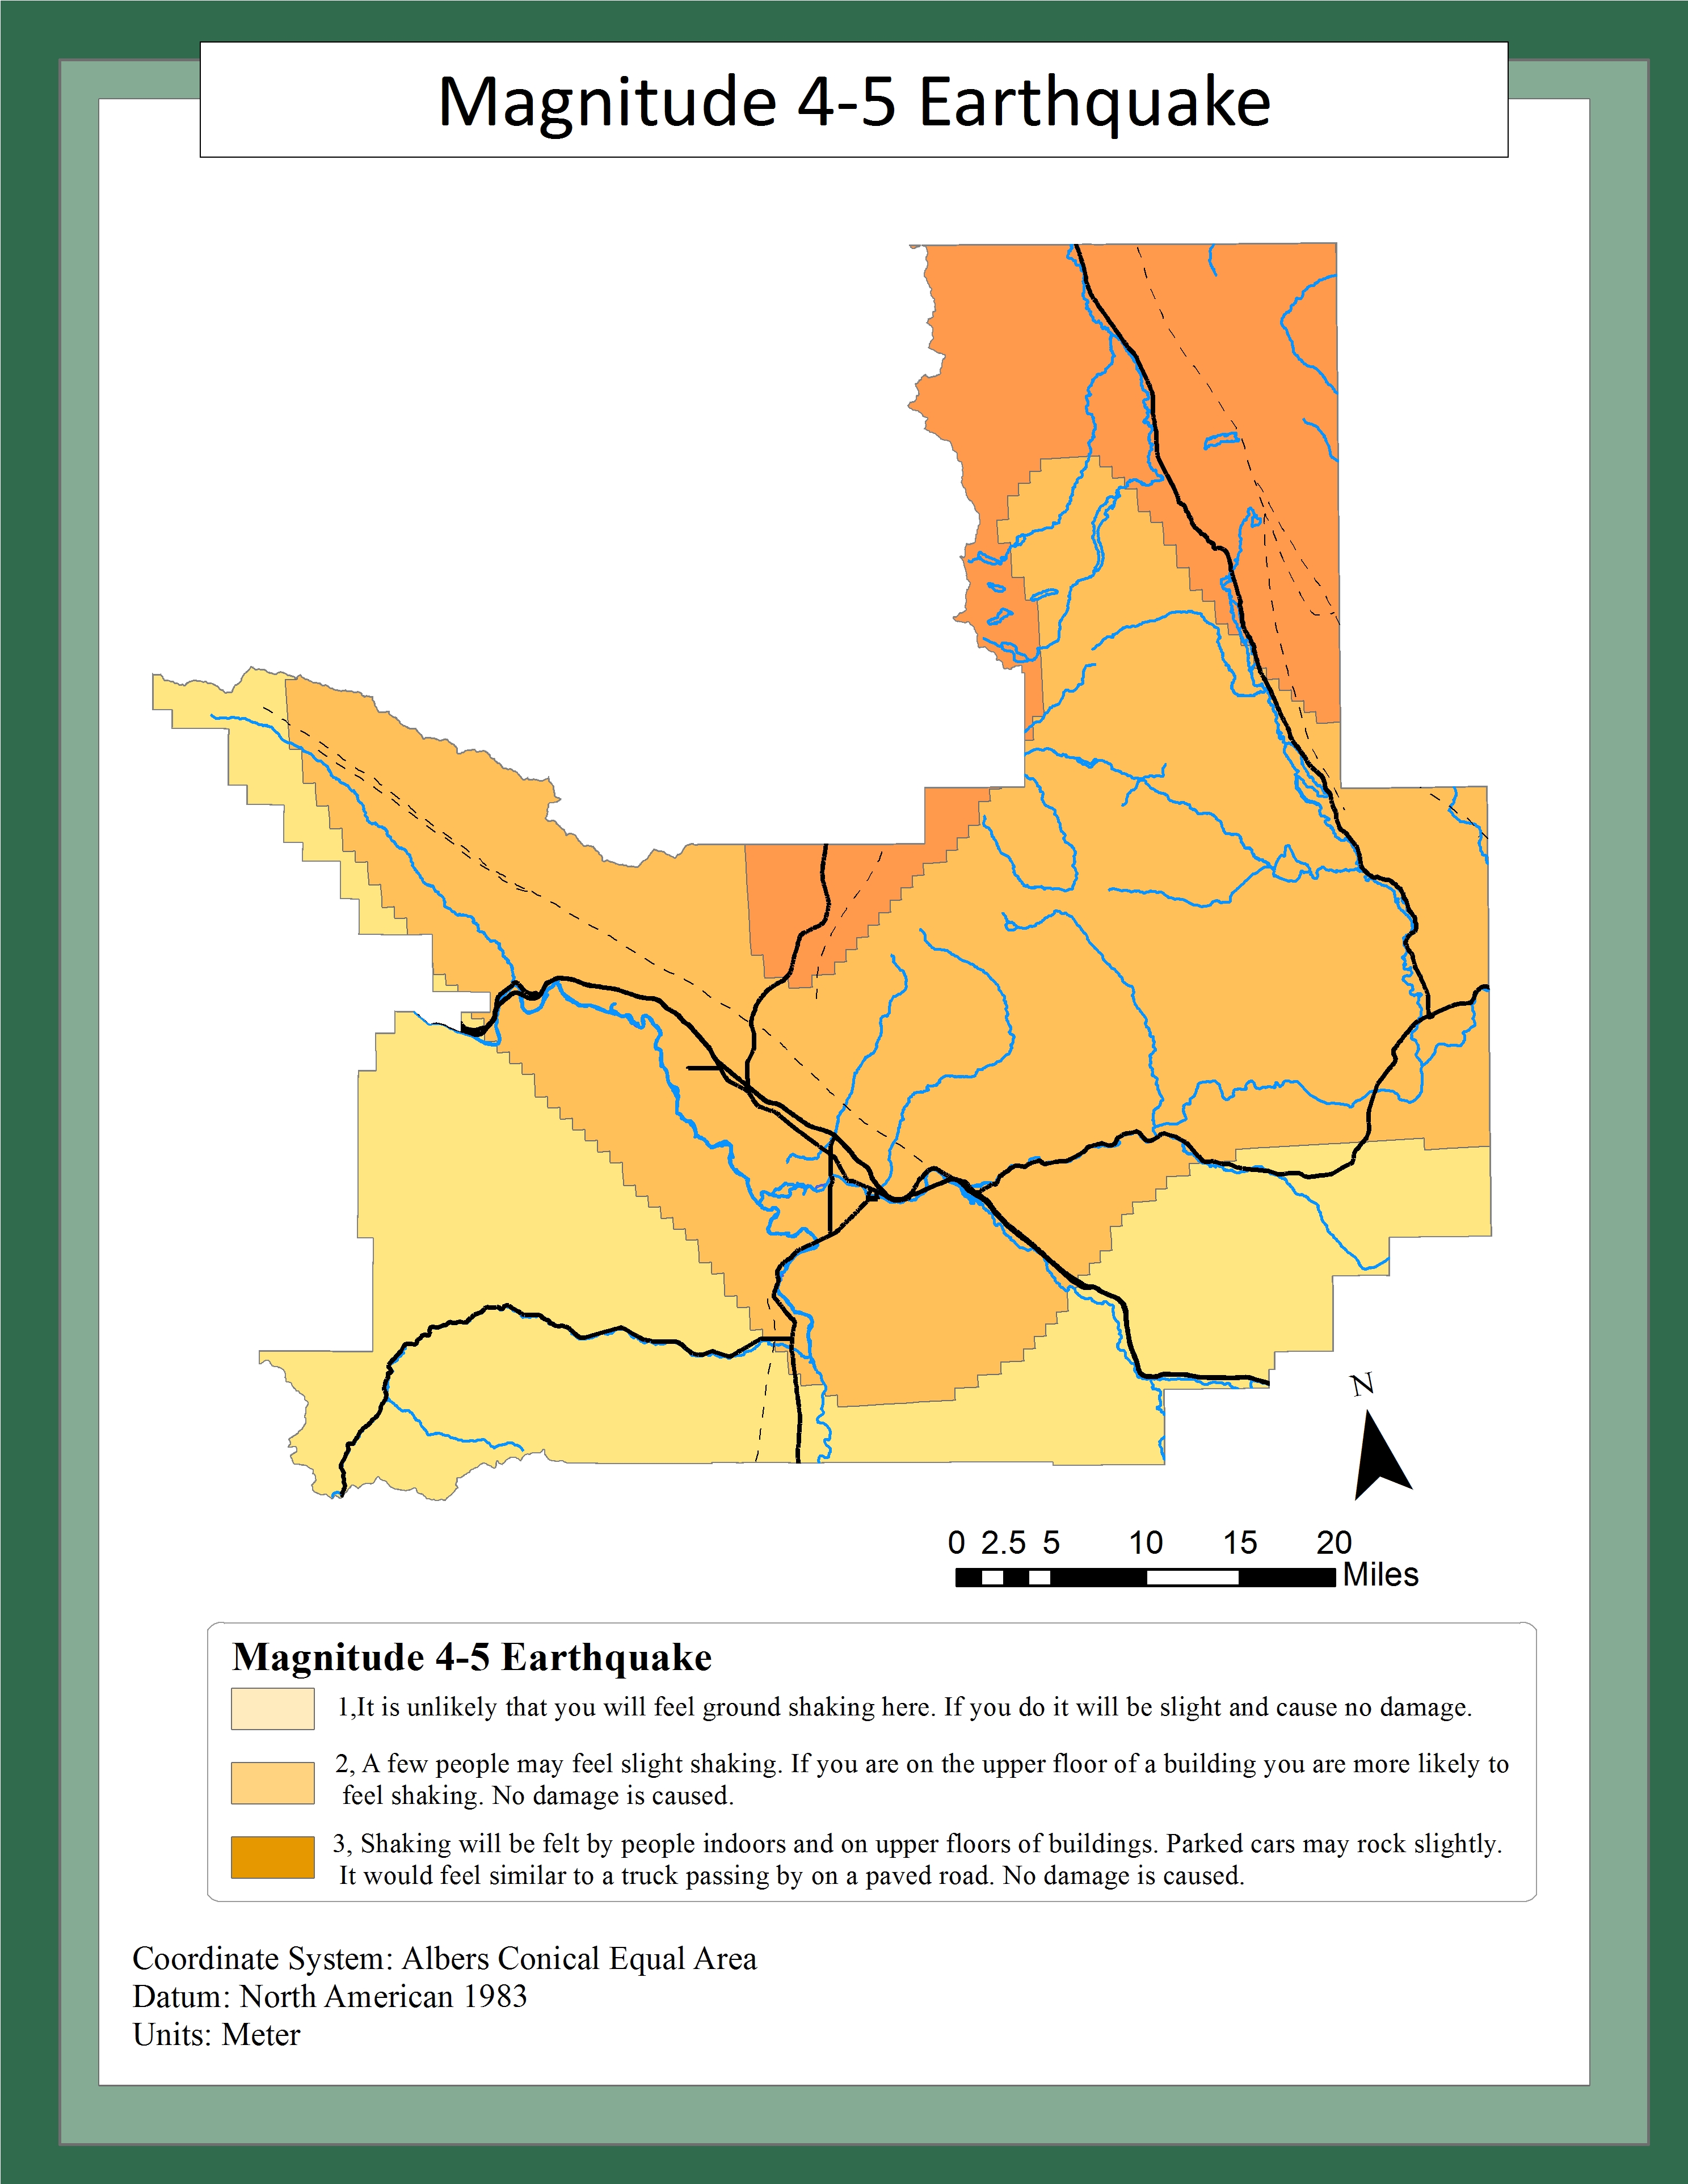 Magnitude 4-5 Earthquake
N
0 2.5 5 10 15 20
Miles
Magnitude 4-5 Earthquake
1,It is unlikely that you will feel ground shaking here. If you do it will be slight and cause no damage.
2, A few people may feel slight shaking. If you are on the upper floor of a building you are more likely to
feel shaking. No damage is caused.
3, Shaking will be felt by people indoors and on upper floors of buildings. Parked cars may rock slightly.
It would feel similar to a truck passing by on a paved road. No damage is caused.
Coordinate System: Albers Conical Equal Area
Datum: North American 1983
Units: Meter